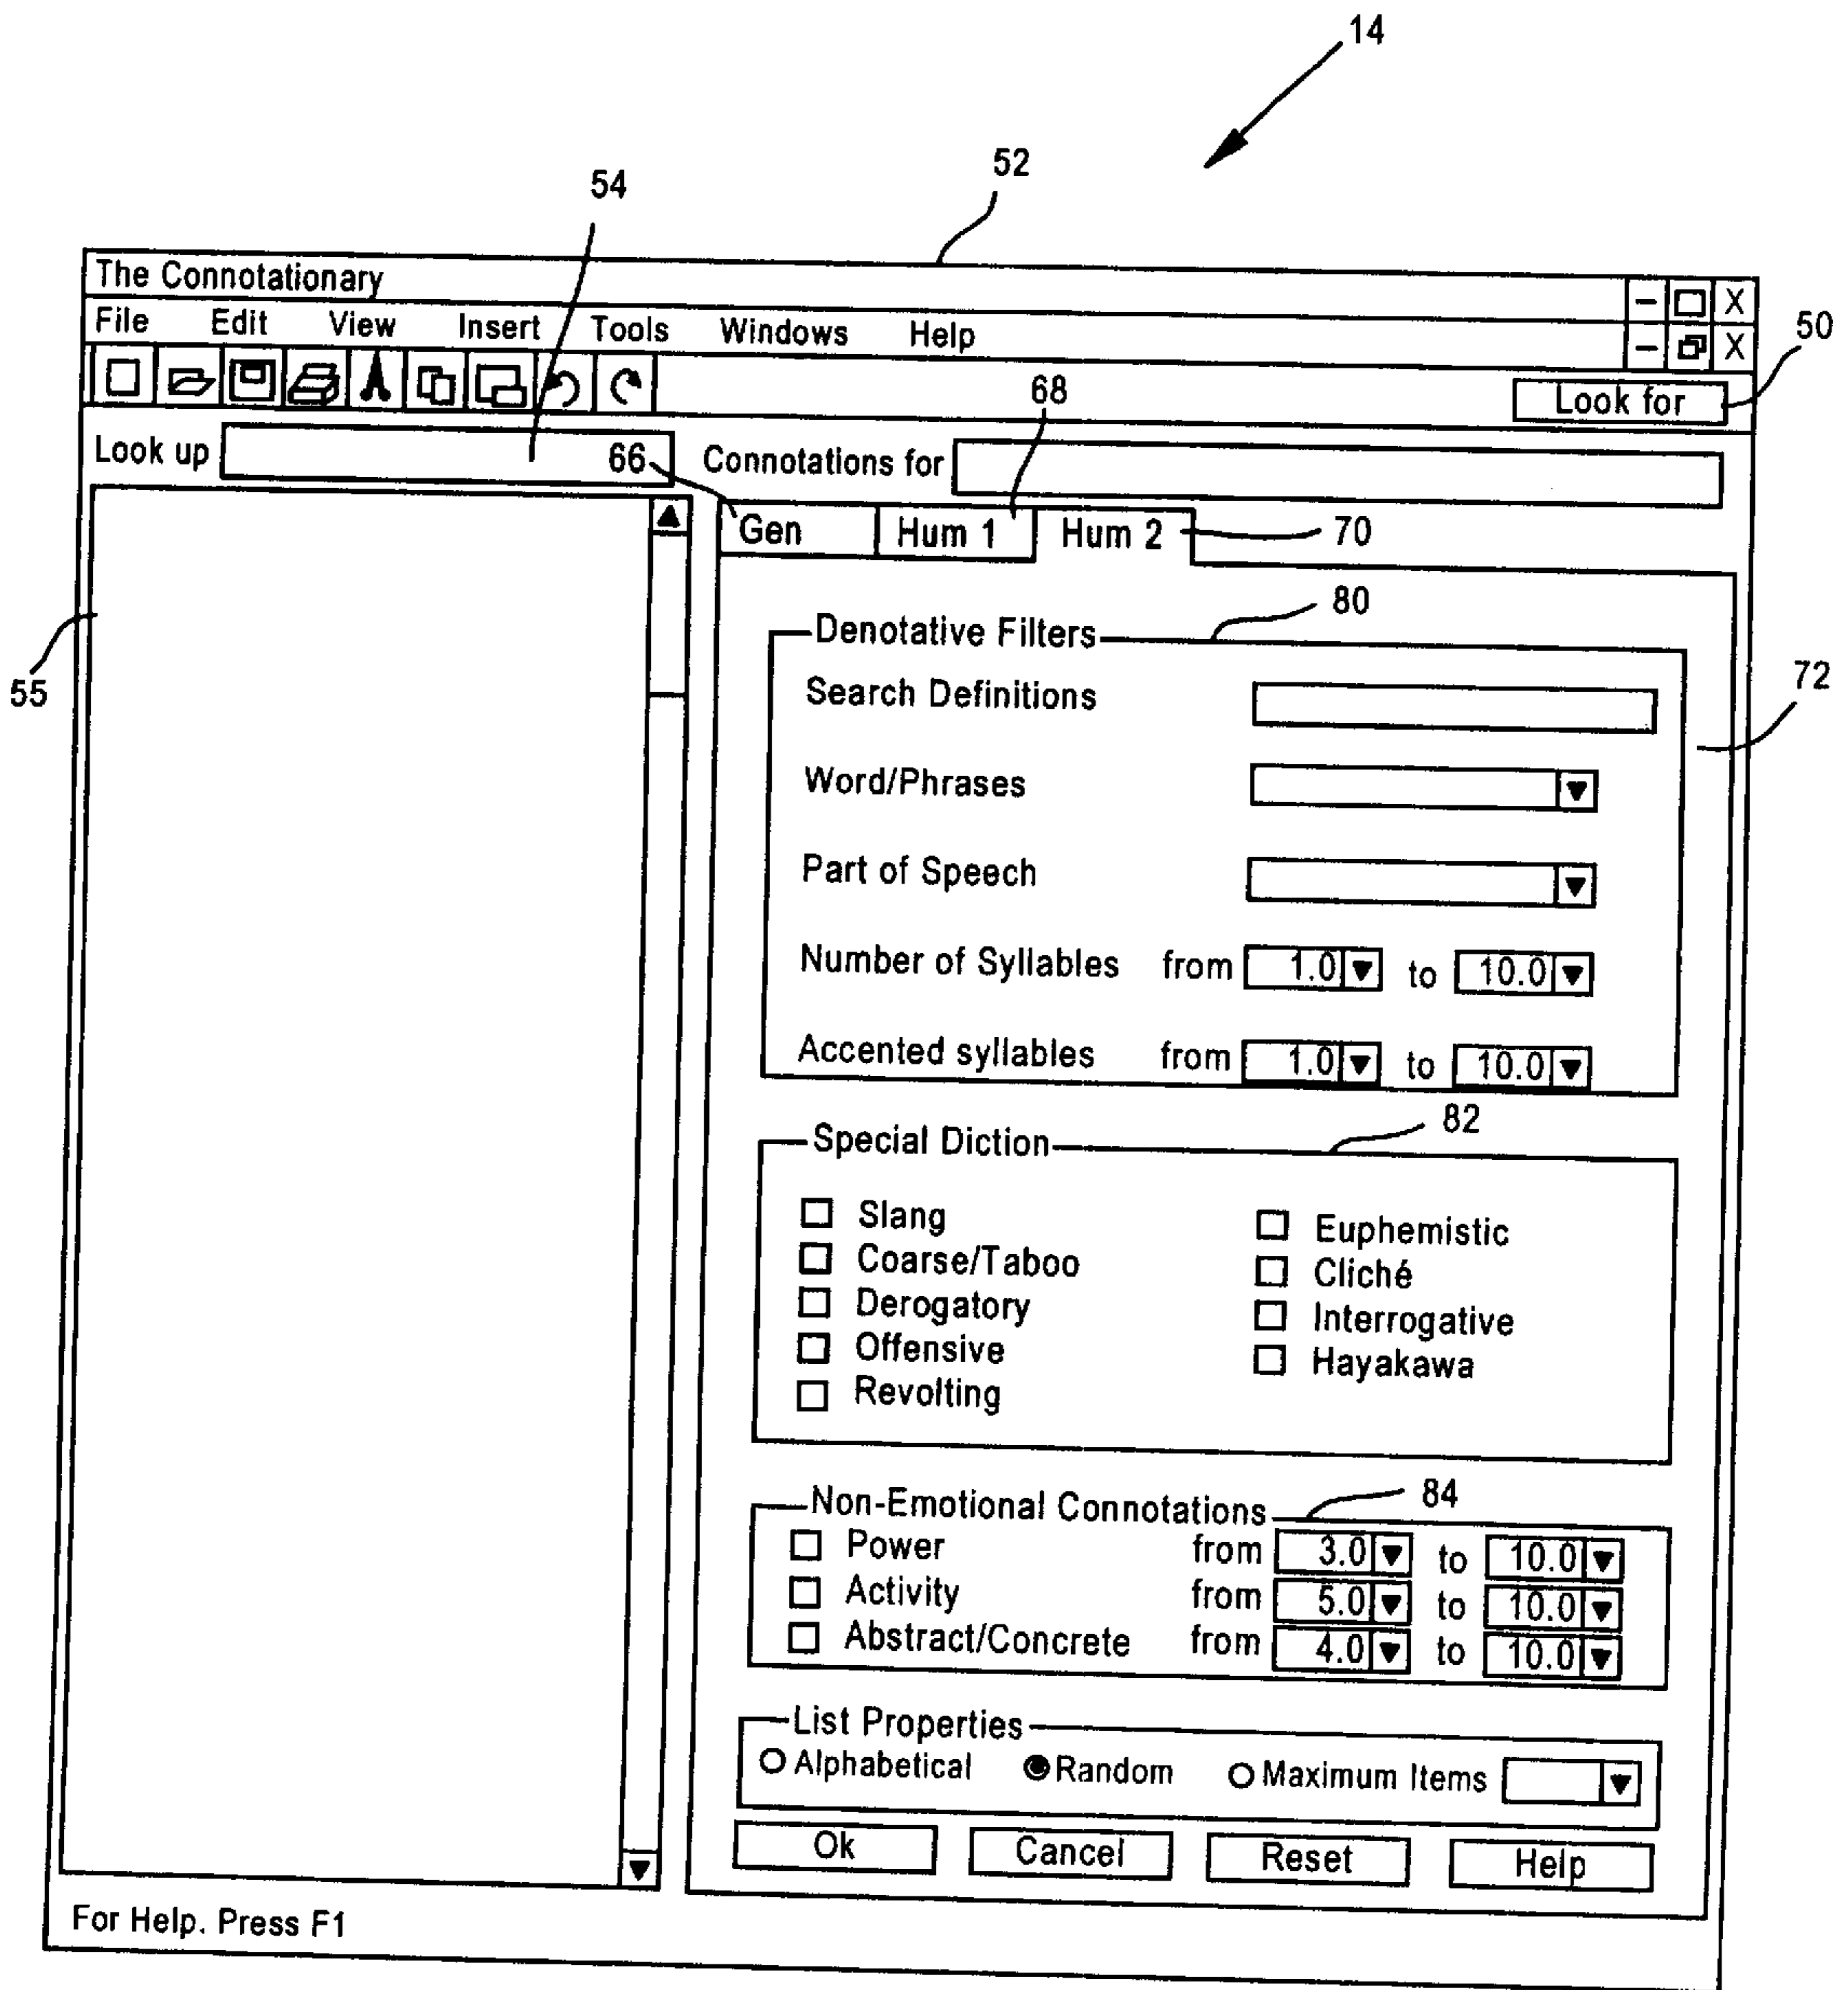 14
52
54
The Connotationary
File Edit View Insert Tools Windows Help
50
68
Look for
Look up 66 Connotations for
Gen Hum 1 Hum 2 70
80
Denotative Filters
55
Search Definitions
72
Word/Phrases
Part of Speech
Number of Syllables from 1.0 to 10.0
Accented syllables from 1.0 to 10.0
82
Special Diction
Slang Euphemistic
Coarse/Taboo Cliché
Derogatory Interrogative
Offensive Hayakawa
Revolting
Non-Emotional Connotations 84
Power from 3.0 to 10.0
Activity from 5.0 to 10.0
Abstract/Concrete from 4.0 to 10.0
List Properties
Alphabetical Random Maximum Items
Ok Cancel Reset Help
For Help. Press F1